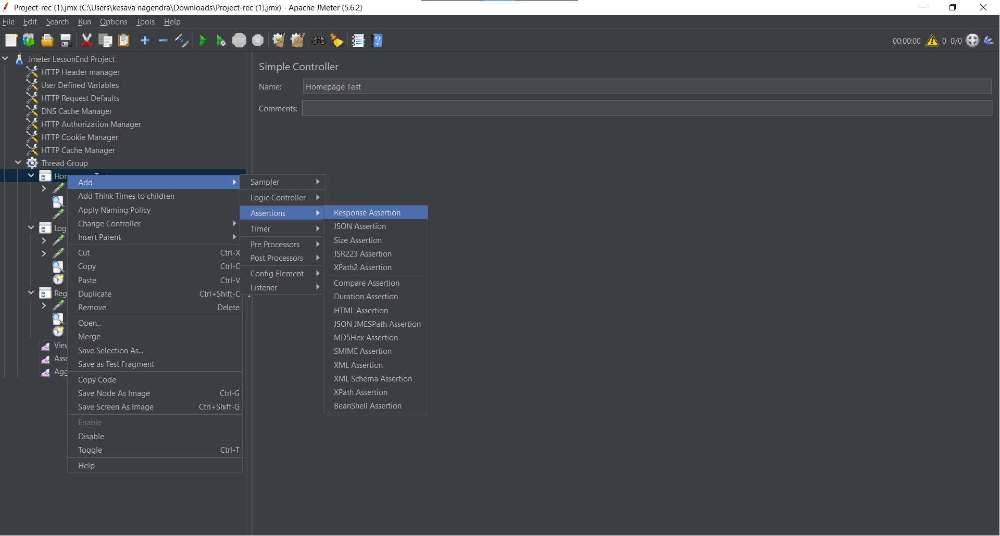 Project-rec (1).jmx (C:\Users\kesava nagendra\Downloads\Project-rec (1).jmx) - Apache JMeter (5.6.2)
File Edit Search Run Options Tools Help
STOP
00:00:00 0 0/0
Jmeter LessonEnd Project
HTTP Header manager
User Defined Variables
HTTP Request Defaults
DNS Cache Manager
HTTP Authorization Manager
HTTP Cookie Manager
HTTP Cache Manager
Thread Group
Log
Reg
Add
Add Think Times to children
Apply Naming Policy
Change Controller
Insert Parent
Cut Ctrl-X
Copy Ctrl-C
Paste Ctrl-V
Duplicate Ctrl+Shift-C
Remove Delete
Open...
Merge
Save Selection As...
Save as Test Fragment
Copy Code
Save Node As Image Ctrl-G
Save Screen As Image Ctrl+Shift-G
Enable
Disable
Toggle Ctrl-T
Help
Sampler
Logic Controller
Assertions
Timer
Pre Processors
Post Processors
Config Element
Listener
Response Assertion
JSON Assertion
Size Assertion
JSR223 Assertion
XPath2 Assertion
Compare Assertion
Duration Assertion
HTML Assertion
JSON JMESPath Assertion
MD5Hex Assertion
SMIME Assertion
XML Assertion
XML Schema Assertion
XPath Assertion
BeanShell Assertion
Simple Controller
Name: Homepage Test
Comments: